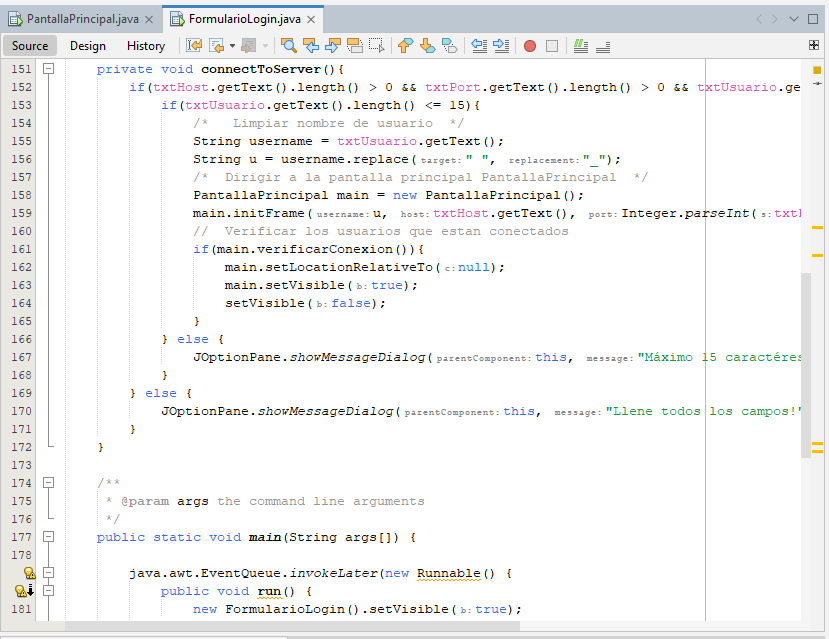 PantallaPrincipal.java FormularioLogin.java
Source Design History
151 private void connectToServer(){
152 if(txtHost.getText().length() > 0 && txtPort.getText().length() > 0 && txtUsuario.ge
153 if(txtUsuario.getText().length() <= 15){
154 /* Limpiar nombre de usuario */
155 String username = txtUsuario.getText();
156 String u = username.replace(target: " ", replacement: "_");
157 /* Dirigir a la pantalla principal PantallaPrincipal */
158 PantallaPrincipal main = new PantallaPrincipal();
159 main.initFrame(username: u, host: txtHost.getText(), port: Integer.parseInt(s: txtP
160 // Verificar los usuarios que estan conectados
161 if(main.verificarConexion()){
162 main.setLocationRelativeTo(c: null);
163 main.setVisible(b: true);
164 setVisible(b: false);
165 }
166 } else {
167 JOptionPane.showMessageDialog(parentComponent: this, message: "Máximo 15 caractéres
168 }
169 } else {
170 JOptionPane.showMessageDialog(parentComponent: this, message: "Llene todos los campos!"
171 }
172 }
173
174 /**
175 * @param args the command line arguments
176 */
177 public static void main(String args[]) {
178
java.awt.EventQueue.invokeLater(new Runnable() {
public void run() {
181 new FormularioLogin().setVisible(b: true);